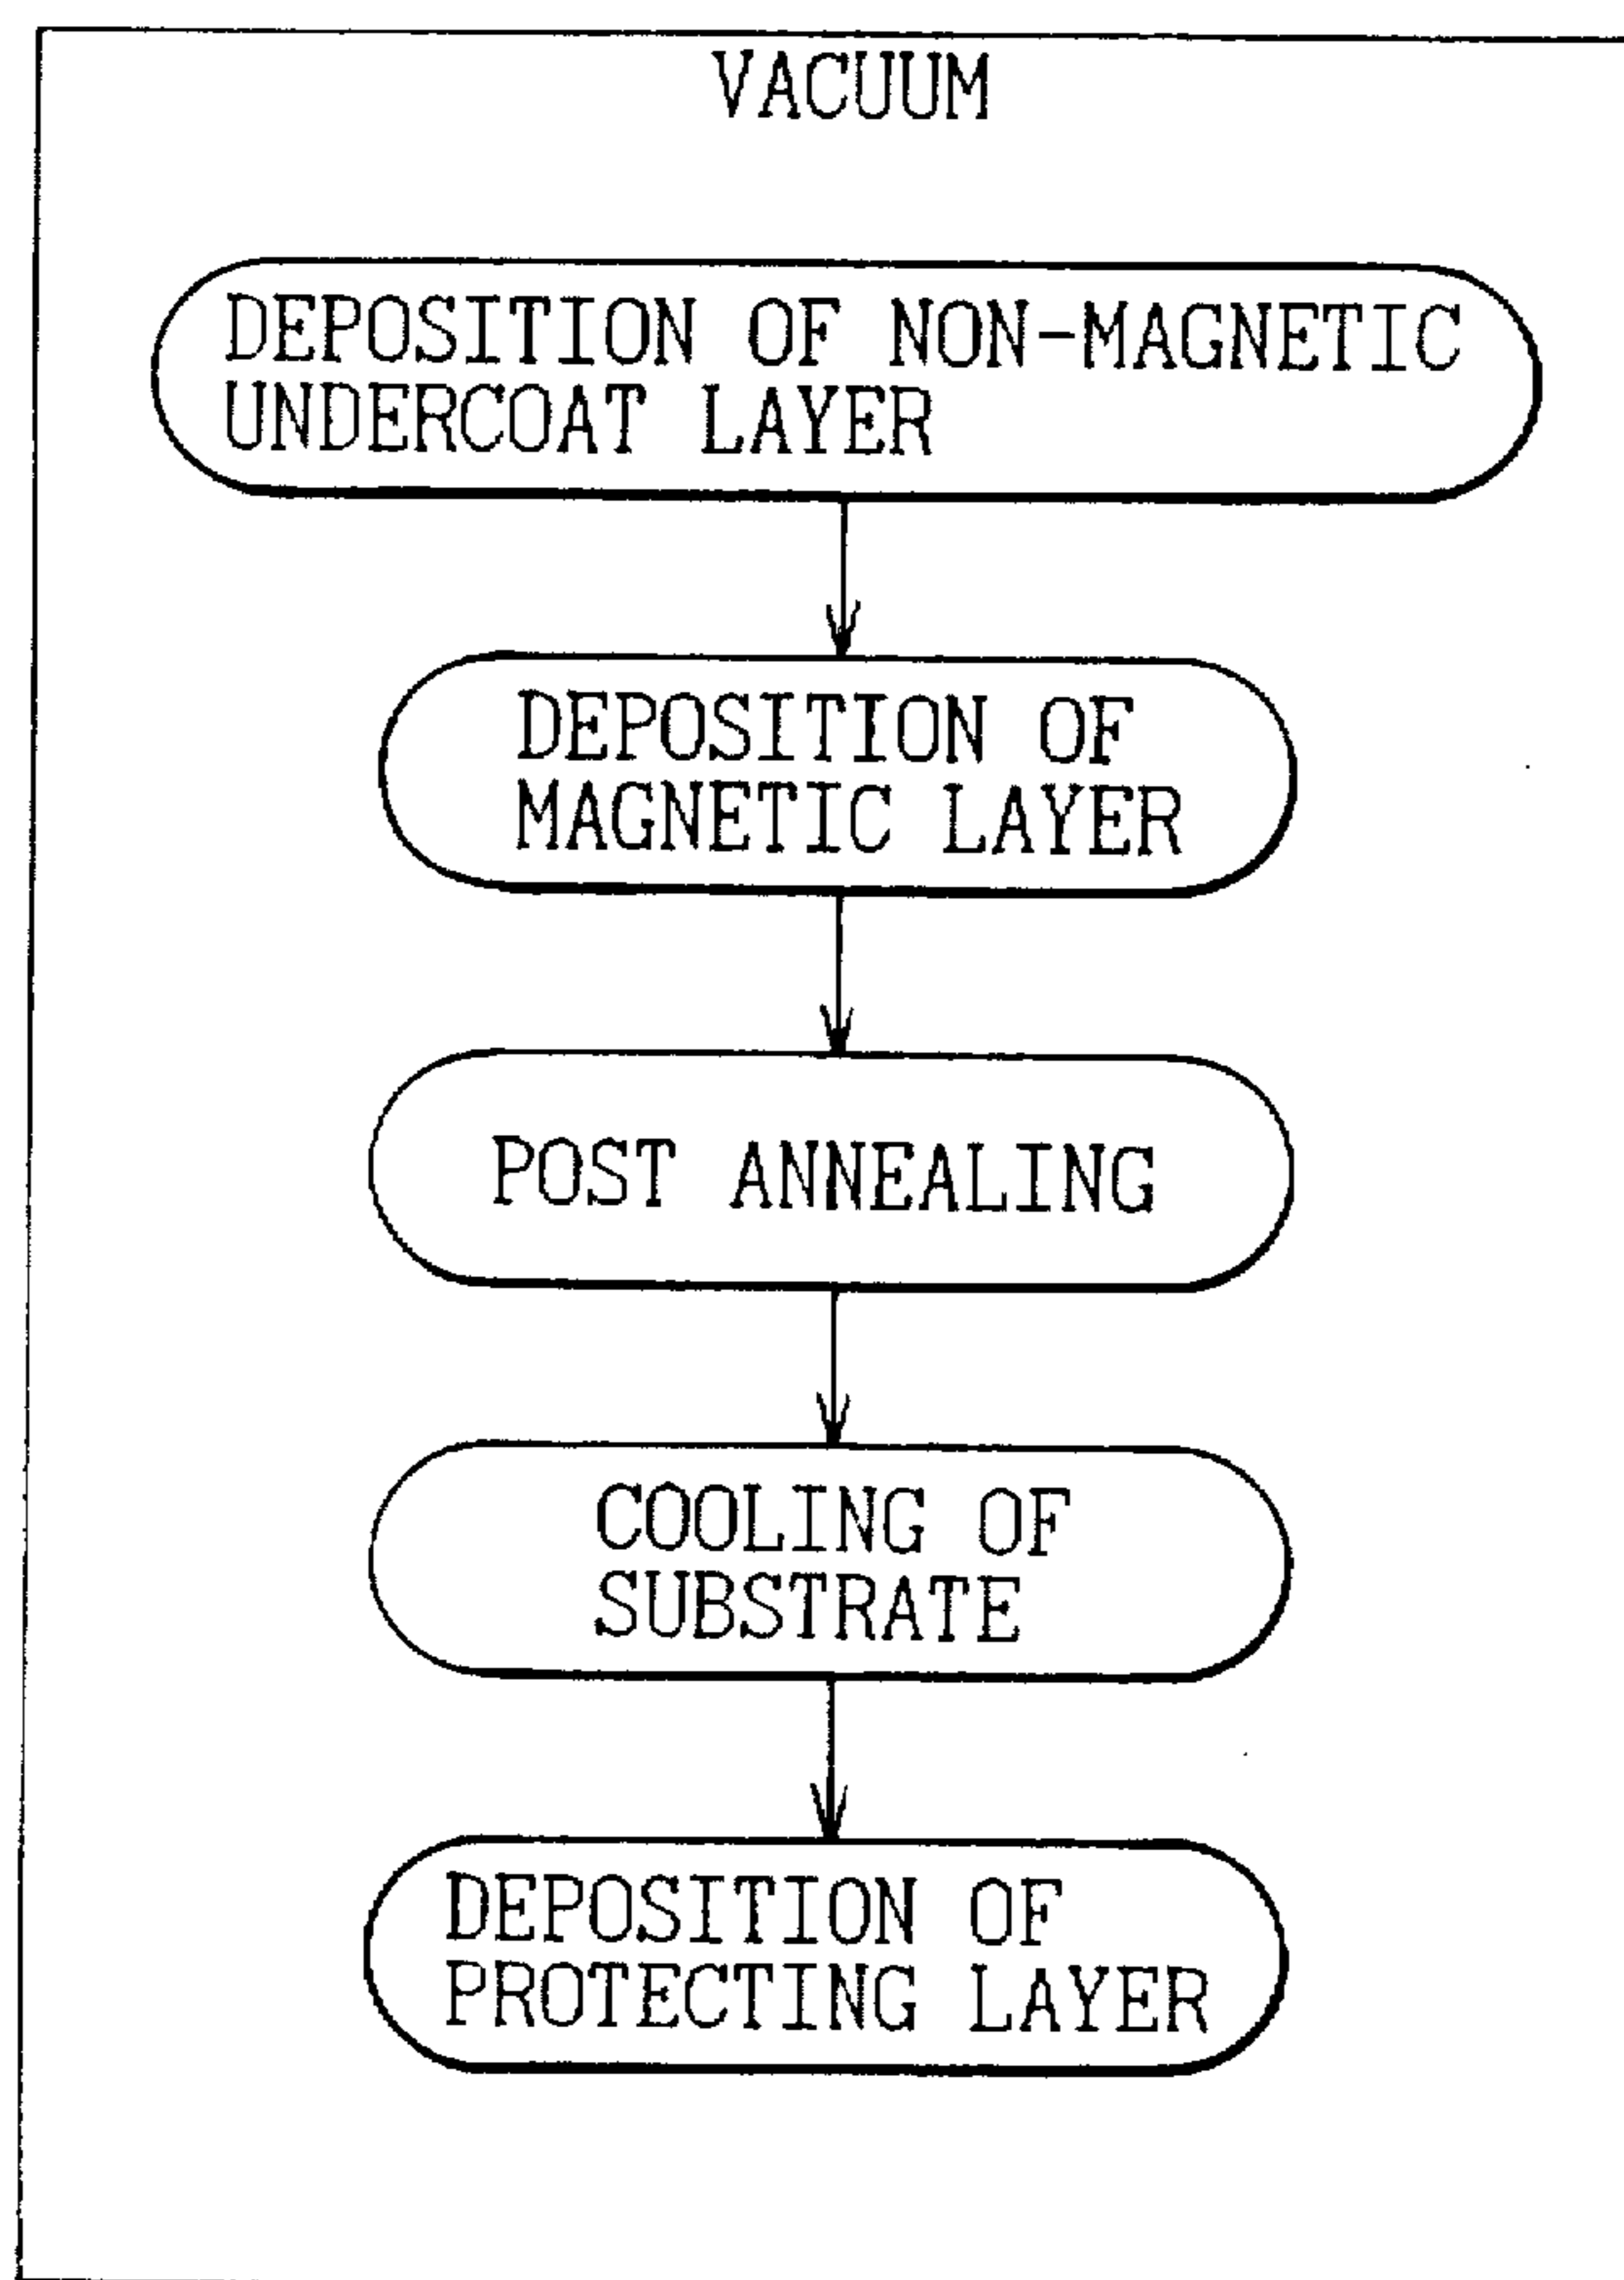 VACUUM
DEPOSITION OF NON-MAGNETIC
UNDERCOAT LAYER
DEPOSITION OF
MAGNETIC LAYER
POST ANNEALING
COOLING OF
SUBSTRATE
DEPOSITION OF
PROTECTING LAYER